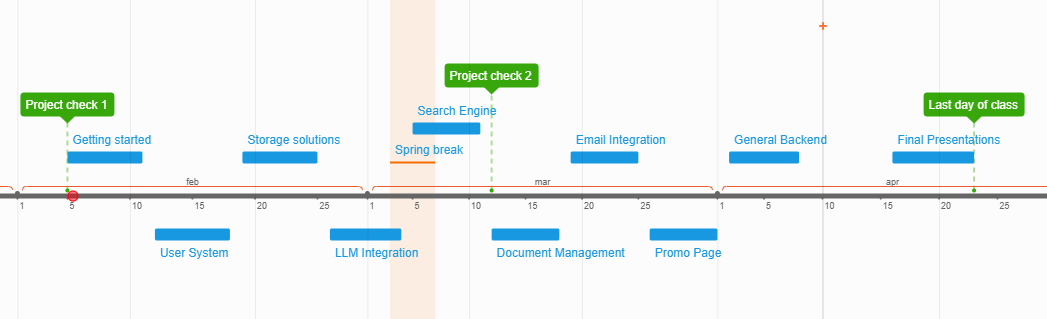 Project check 2
Project check 1
Last day of class
Search Engine
Getting started
Storage solutions
Email Integration
General Backend
Final Presentations
Spring break
feb
mar
apr
1 5 10 15 20 25 1 5 10 15 20 25 1 5 10 15 20 25
User System
LLM Integration
Document Management
Promo Page